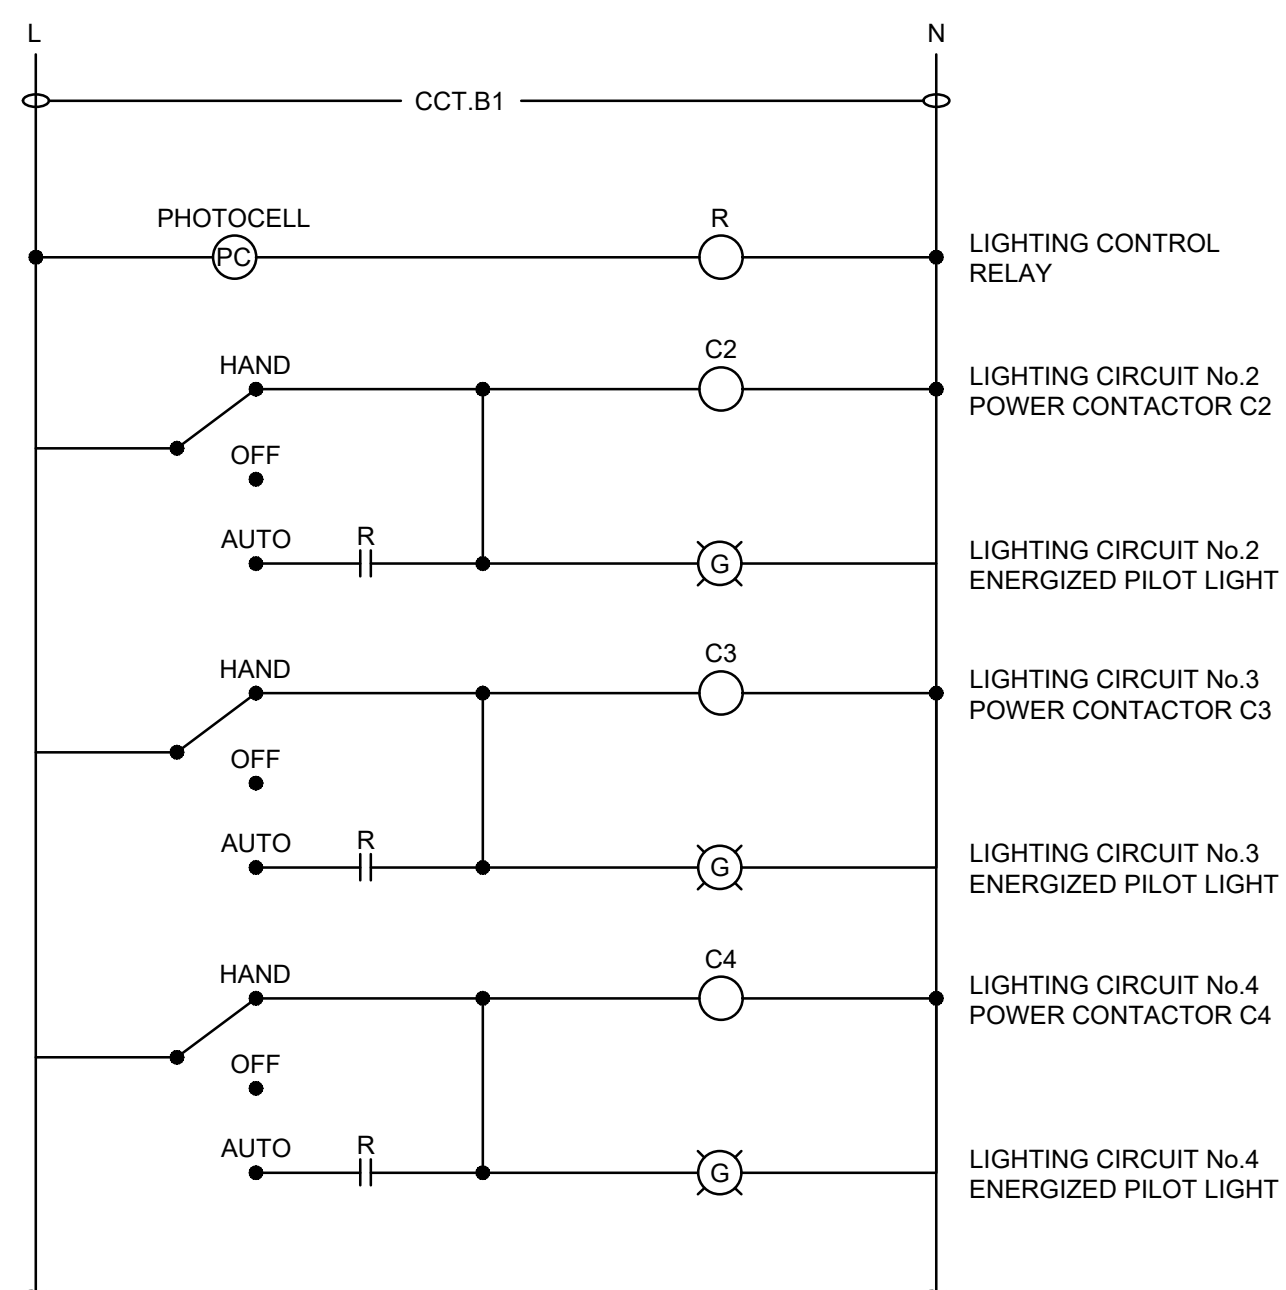 L
N
CCT.B1
PHOTOCELL
R
PC
LIGHTING CONTROL
RELAY
HAND
C2
LIGHTING CIRCUIT No.2
POWER CONTACTOR C2
OFF
AUTO
R
G
LIGHTING CIRCUIT No.2
ENERGIZED PILOT LIGHT
HAND
C3
LIGHTING CIRCUIT No.3
POWER CONTACTOR C3
OFF
AUTO
R
G
LIGHTING CIRCUIT No.3
ENERGIZED PILOT LIGHT
HAND
C4
LIGHTING CIRCUIT No.4
POWER CONTACTOR C4
OFF
AUTO
R
G
LIGHTING CIRCUIT No.4
ENERGIZED PILOT LIGHT